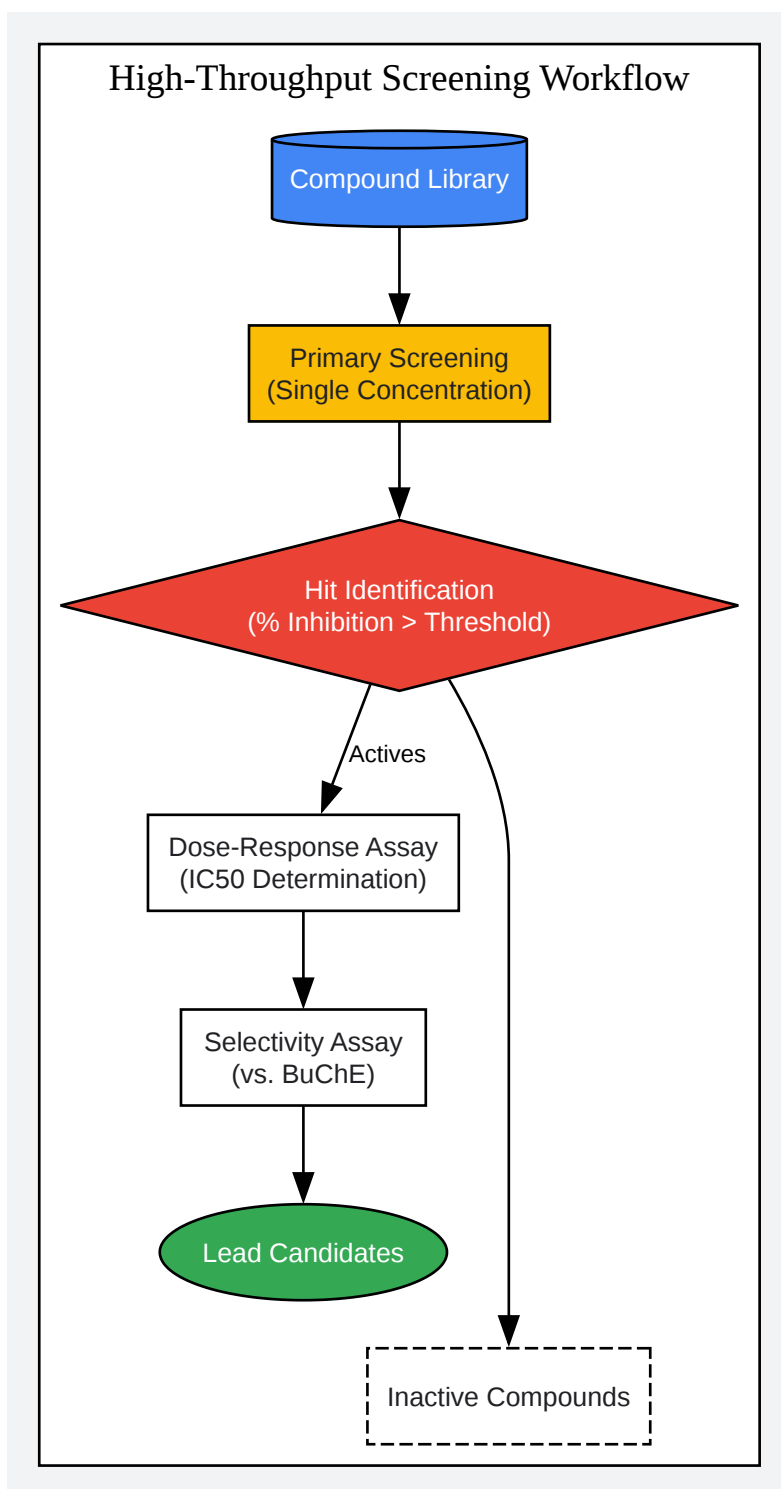 High-Throughput Screening Workflow
Compound Library
Primary Screening
(Single Concentration)
Hit Identification
(% Inhibition > Threshold)
Actives
Dose-Response Assay
(IC50 Determination)
Selectivity Assay
(vs. BuChE)
Lead Candidates
Inactive Compounds